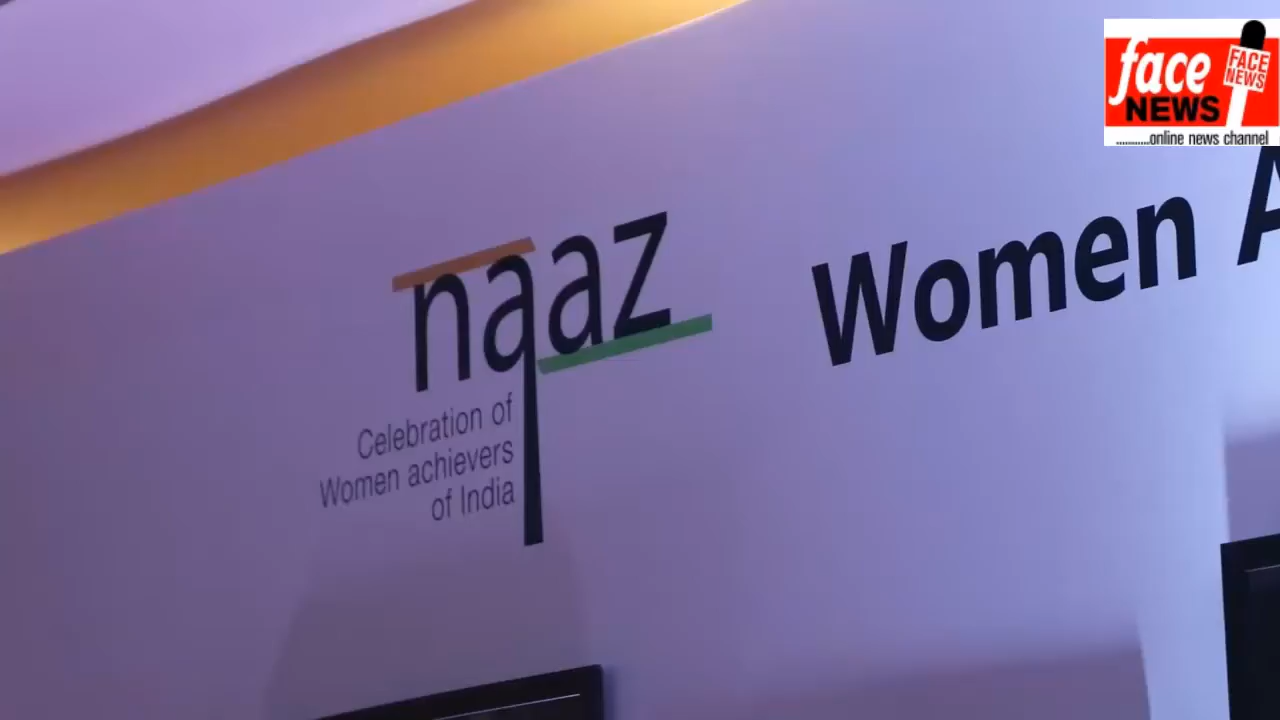 face
NEWS
FACE
NEWS
...........online news channel
naaz
Celebration of
Women achievers
of India
Women A